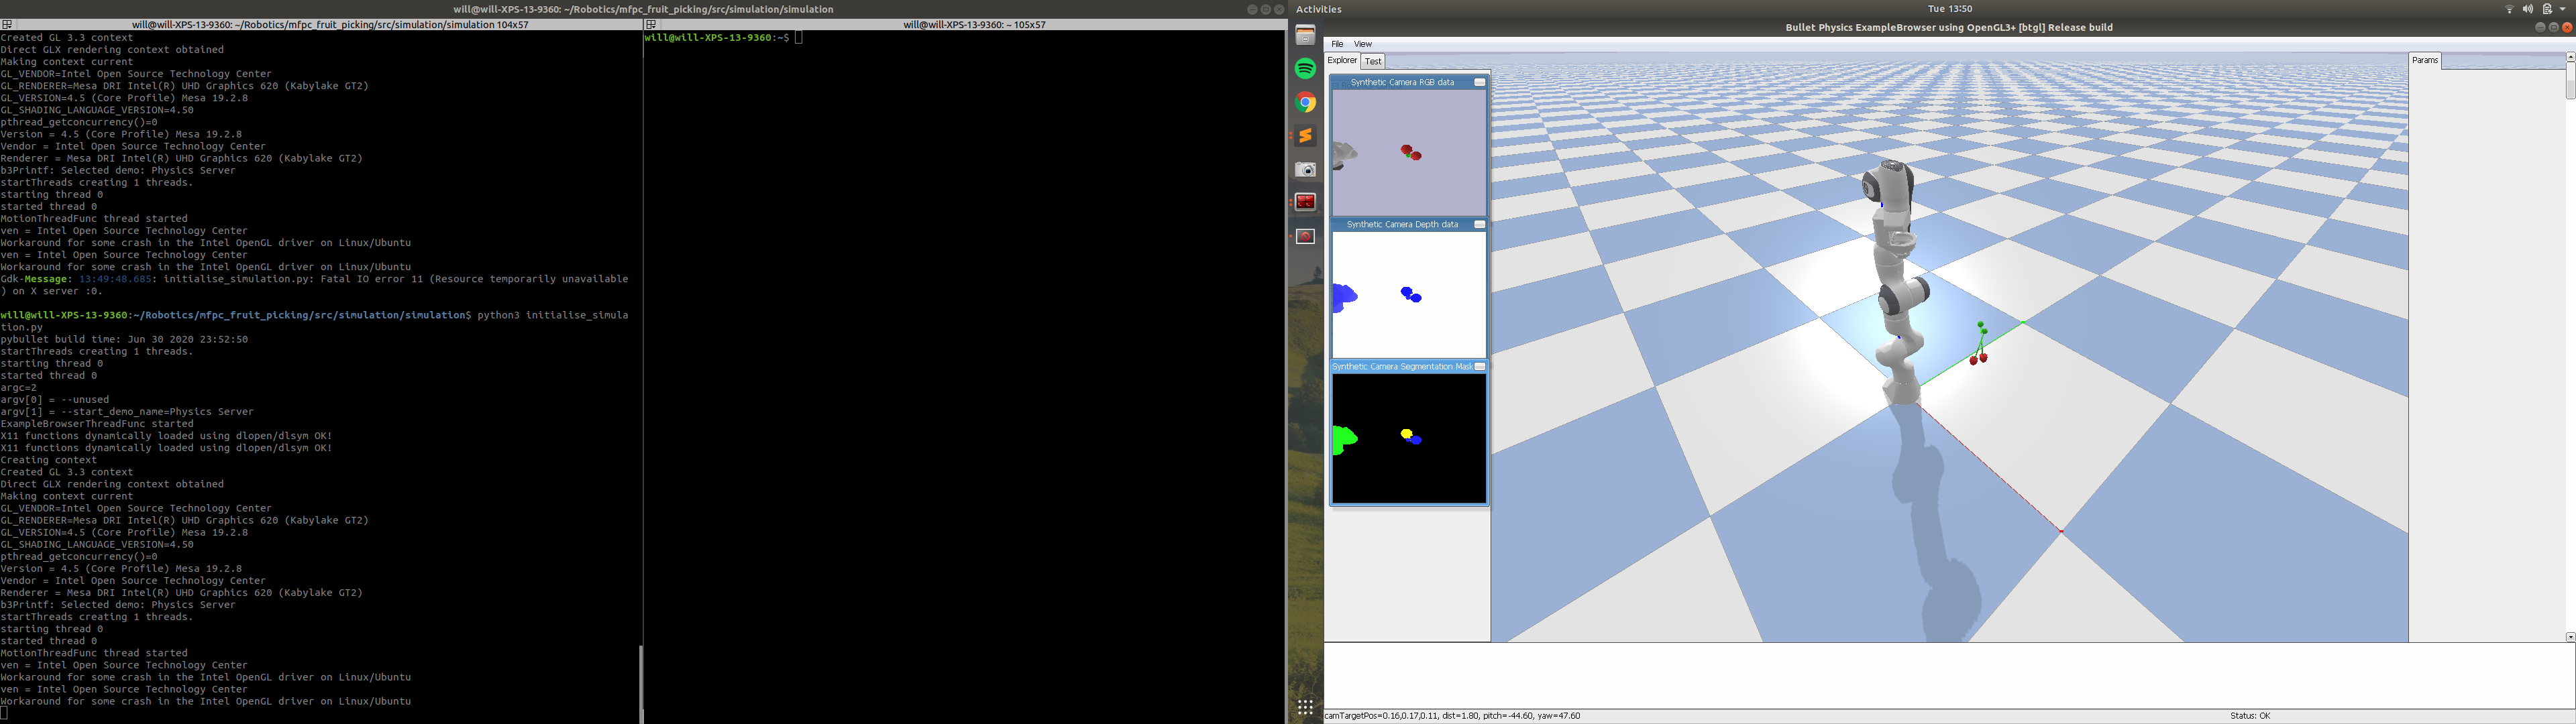 will@will-XPS-13-9360: ~/Robotics/mfpc_fruit_picking/src/simulation/simulation
will@will-XPS-13-9360: ~/Robotics/mfpc_fruit_picking/src/simulation/simulation 104x57
Created GL 3.3 context
Direct GLX rendering context obtained
Making context current
GL_VENDOR=Intel Open Source Technology Center
GL_RENDERER=Mesa DRI Intel(R) UHD Graphics 620 (Kabylake GT2)
GL_VERSION=4.5 (Core Profile) Mesa 19.2.8
GL_SHADING_LANGUAGE_VERSION=4.50
pthread_getconcurrency()=0
Version = 4.5 (Core Profile) Mesa 19.2.8
Vendor = Intel Open Source Technology Center
Renderer = Mesa DRI Intel(R) UHD Graphics 620 (Kabylake GT2)
b3Printf: Selected demo: Physics Server
startThreads creating 1 threads.
starting thread 0
started thread 0
MotionThreadFunc thread started
ven = Intel Open Source Technology Center
Workaround for some crash in the Intel OpenGL driver on Linux/Ubuntu
ven = Intel Open Source Technology Center
Workaround for some crash in the Intel OpenGL driver on Linux/Ubuntu
Gdk-Message: 13:49:48.685: initialise_simulation.py: Fatal IO error 11 (Resource temporarily unavailable
) on X server :0.
will@will-XPS-13-9360:~/Robotics/mfpc_fruit_picking/src/simulation/simulation$ python3 initialise_simula
tion.py
pybullet build time: Jun 30 2020 23:52:50
startThreads creating 1 threads.
starting thread 0
started thread 0
argc=2
argv[0] = --unused
argv[1] = --start_demo_name=Physics Server
ExampleBrowserThreadFunc started
X11 functions dynamically loaded using dlopen/dlsym OK!
X11 functions dynamically loaded using dlopen/dlsym OK!
Creating context
Created GL 3.3 context
Direct GLX rendering context obtained
Making context current
GL_VENDOR=Intel Open Source Technology Center
GL_RENDERER=Mesa DRI Intel(R) UHD Graphics 620 (Kabylake GT2)
GL_VERSION=4.5 (Core Profile) Mesa 19.2.8
GL_SHADING_LANGUAGE_VERSION=4.50
pthread_getconcurrency()=0
Version = 4.5 (Core Profile) Mesa 19.2.8
Vendor = Intel Open Source Technology Center
Renderer = Mesa DRI Intel(R) UHD Graphics 620 (Kabylake GT2)
b3Printf: Selected demo: Physics Server
startThreads creating 1 threads.
starting thread 0
started thread 0
MotionThreadFunc thread started
ven = Intel Open Source Technology Center
Workaround for some crash in the Intel OpenGL driver on Linux/Ubuntu
ven = Intel Open Source Technology Center
Workaround for some crash in the Intel OpenGL driver on Linux/Ubuntu
will@will-XPS-13-9360: ~ 105x57
will@will-XPS-13-9360:~$
Activities
Tue 13:50
Bullet Physics ExampleBrowser using OpenGL3+ [btgl] Release build
File View
Explorer Test
Synthetic Camera RGB data
Synthetic Camera Depth data
Synthetic Camera Segmentation Mask
Params
camTargetPos=0.16,0.17,0.11, dist=1.80, pitch=-44.60, yaw=47.60
Status: OK